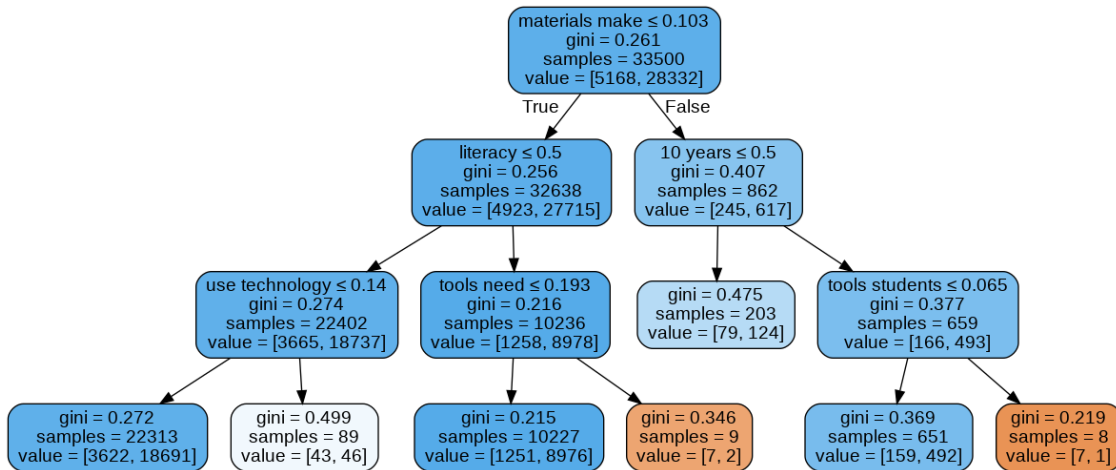 materials make ≤ 0.103
gini = 0.261
samples = 33500
value = [5168, 28332]
True
False
literacy ≤ 0.5
gini = 0.256
samples = 32638
value = [4923, 27715]
10 years ≤ 0.5
gini = 0.407
samples = 862
value = [245, 617]
use technology ≤ 0.14
gini = 0.274
samples = 22402
value = [3665, 18737]
tools need ≤ 0.193
gini = 0.216
samples = 10236
value = [1258, 8978]
gini = 0.475
samples = 203
value = [79, 124]
tools students ≤ 0.065
gini = 0.377
samples = 659
value = [166, 493]
gini = 0.272
samples = 22313
value = [3622, 18691]
gini = 0.499
samples = 89
value = [43, 46]
gini = 0.215
samples = 10227
value = [1251, 8976]
gini = 0.346
samples = 9
value = [7, 2]
gini = 0.369
samples = 651
value = [159, 492]
gini = 0.219
samples = 8
value = [7, 1]